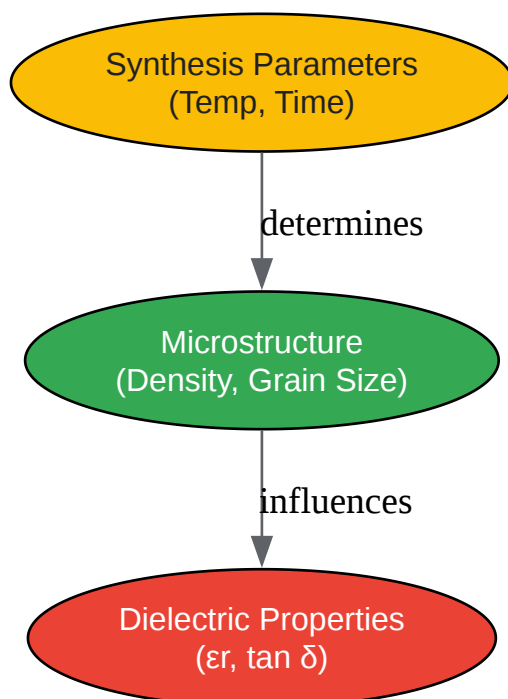 Synthesis Parameters
(Temp, Time)
determines
Microstructure
(Density, Grain Size)
influences
Dielectric Properties
(εr, tan δ)